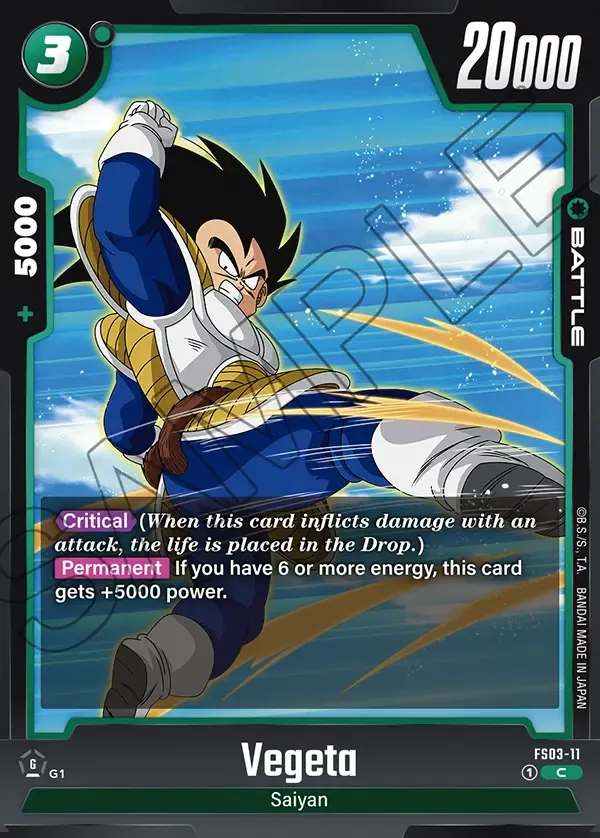 3
20000
+ 5000
BATTLE
SAMPLE
Critical (When this card inflicts damage with an
attack, the life is placed in the Drop.)
Permanent If you have 6 or more energy, this card
gets +5000 power.
©B.S./S., T.A. BANDAI MADE IN JAPAN
Vegeta
FS03-11
G G1
1 C
Saiyan